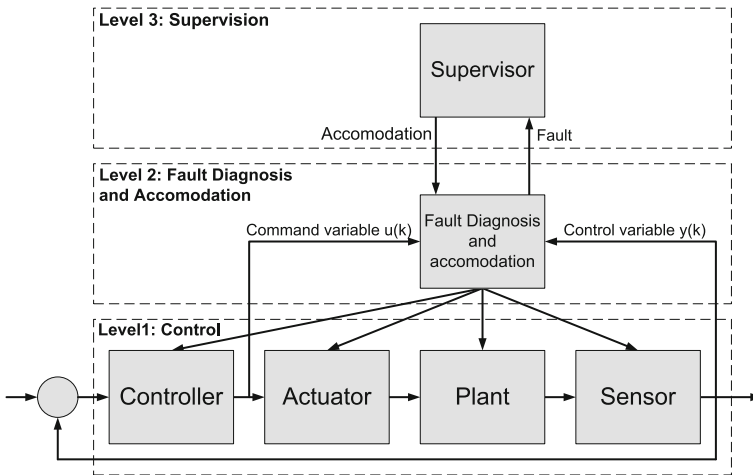 Level 3: Supervision
Supervisor
Accomodation
Fault
Level 2: Fault Diagnosis
and Accomodation
Fault Diagnosis
and
accomodation
Command variable u(k)
Control variable y(k)
Level1: Control
Controller
Actuator
Plant
Sensor